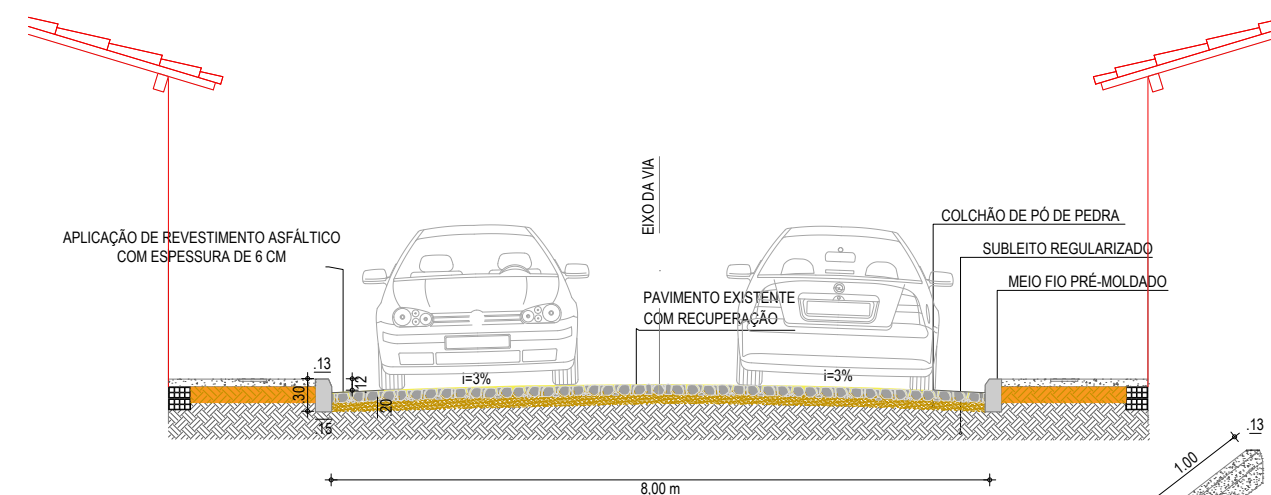 EIXO DA VIA
COLCHÃO DE PÓ DE PEDRA
APLICAÇÃO DE REVESTIMENTO ASFÁLTICO
COM ESPESSURA DE 6 CM
SUBLEITO REGULARIZADO
MEIO FIO PRÉ-MOLDADO
PAVIMENTO EXISTENTE
COM RECUPERAÇÃO
.13
12
i=3%
i=3%
30
20
.15
.13
1.00
8,00 m